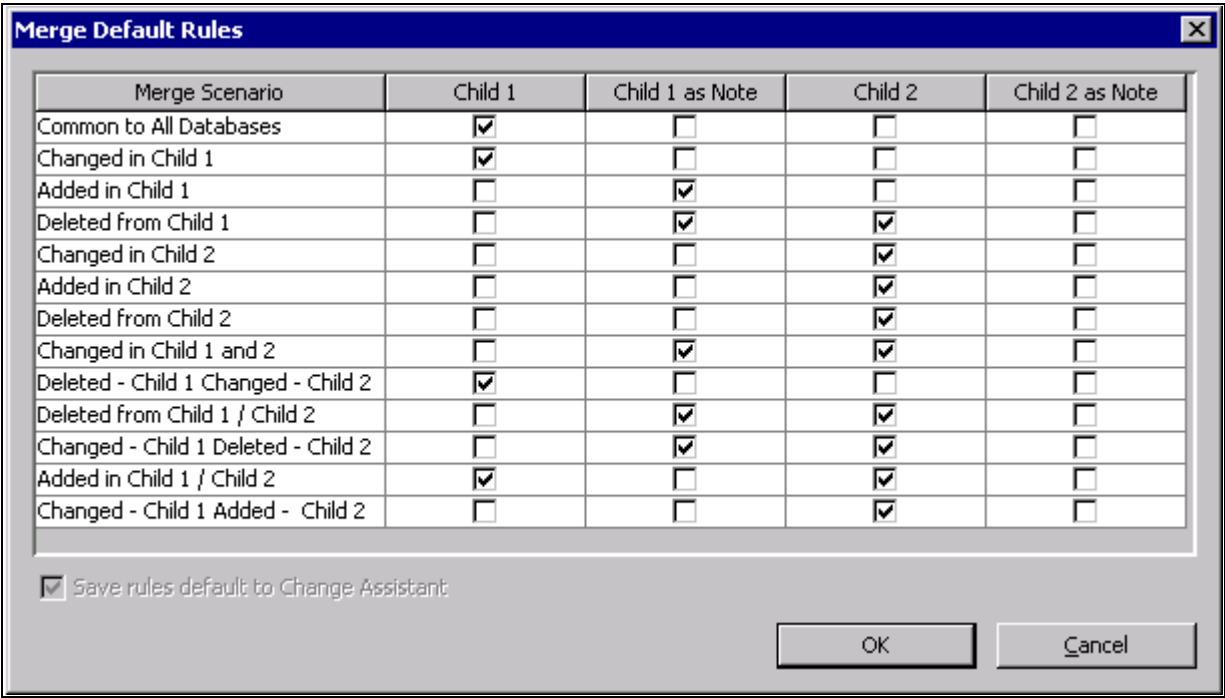 Merge Default Rules
Merge Scenario Child 1 Child 1 as Note Child 2 Child 2 as Note
Common to All Databases
Changed in Child 1
Added in Child 1
Deleted from Child 1
Changed in Child 2
Added in Child 2
Deleted from Child 2
Changed in Child 1 and 2
Deleted - Child 1 Changed - Child 2
Deleted from Child 1 / Child 2
Changed - Child 1 Deleted - Child 2
Added in Child 1 / Child 2
Changed - Child 1 Added -  Child 2
Save rules default to Change Assistant
OK Cancel